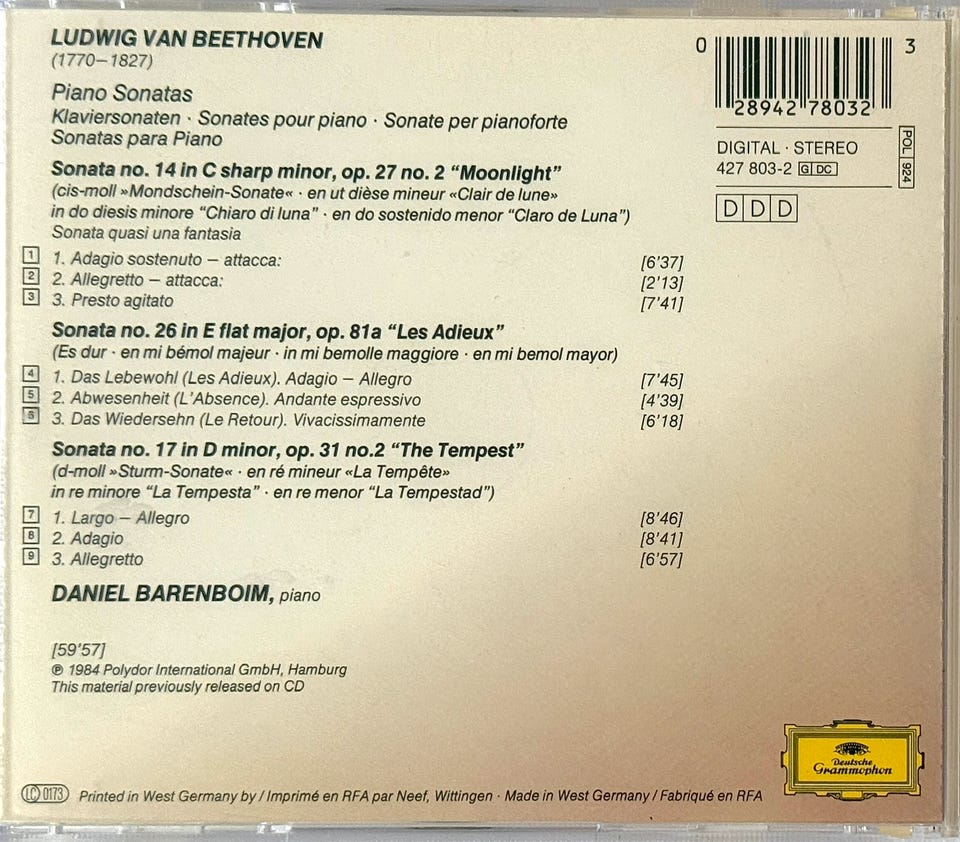 LUDWIG VAN BEETHOVEN
(1770–1827)
Piano Sonatas
Klaviersonaten · Sonates pour piano · Sonate per pianoforte
Sonatas para Piano
Sonata no. 14 in C sharp minor, op. 27 no. 2 “Moonlight”
(cis-moll »Mondschein-Sonate« · en ut dièse mineur «Clair de lune»
in do diesis minore “Chiaro di luna” · en do sostenido menor “Claro de Luna”)
Sonata quasi una fantasia
1 1. Adagio sostenuto – attacca: [6'37]
2 2. Allegretto – attacca: [2'13]
3 3. Presto agitato [7'41]
Sonata no. 26 in E flat major, op. 81a “Les Adieux”
(Es dur · en mi bémol majeur · in mi bemolle maggiore · en mi bemol mayor)
4 1. Das Lebewohl (Les Adieux). Adagio – Allegro [7'45]
5 2. Abwesenheit (L'Absence). Andante espressivo [4'39]
6 3. Das Wiedersehn (Le Retour). Vivacissimamente [6'18]
Sonata no. 17 in D minor, op. 31 no.2 “The Tempest”
(d-moll »Sturm-Sonate« · en ré mineur «La Tempête»
in re minore “La Tempesta” · en re menor “La Tempestad”)
7 1. Largo – Allegro [8'46]
8 2. Adagio [8'41]
9 3. Allegretto [6'57]
DANIEL BARENBOIM, piano
[59'57]
℗ 1984 Polydor International GmbH, Hamburg
This material previously released on CD
LC 0173 Printed in West Germany by / Imprimé en RFA par Neef, Wittingen · Made in West Germany / Fabriqué en RFA
0 28942 78032 3
DIGITAL · STEREO
427 803-2 G DC
POL 924
D D D
Deutsche
Grammophon